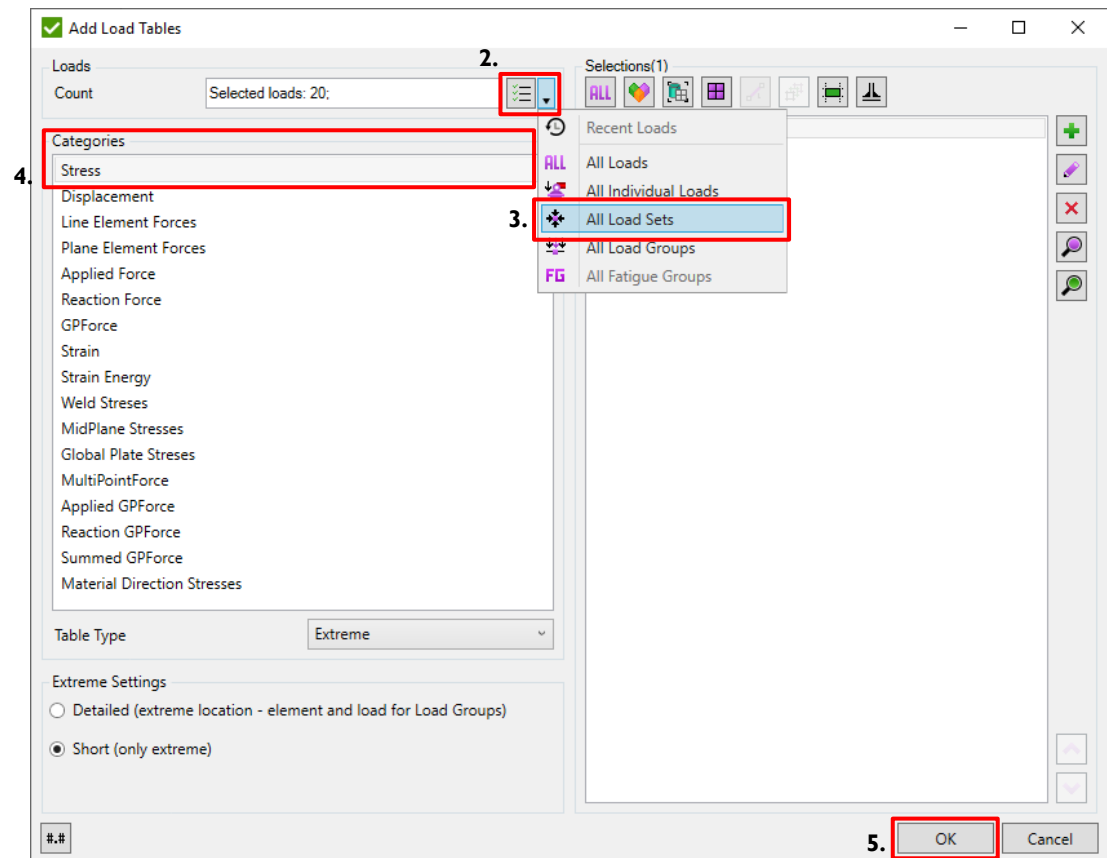 Add Load Tables
Loads
2.
Selections(1)
Count
Selected loads: 20;
ALL
Recent Loads
ALL All Loads
All Individual Loads
3. All Load Sets
All Load Groups
FG All Fatigue Groups
Categories
4. Stress
Displacement
Line Element Forces
Plane Element Forces
Applied Force
Reaction Force
GPForce
Strain
Strain Energy
Weld Streses
MidPlane Stresses
Global Plate Streses
MultiPointForce
Applied GPForce
Reaction GPForce
Summed GPForce
Material Direction Stresses
Table Type Extreme
Extreme Settings
Detailed (extreme location - element and load for Load Groups)
Short (only extreme)
#.#
5. OK Cancel